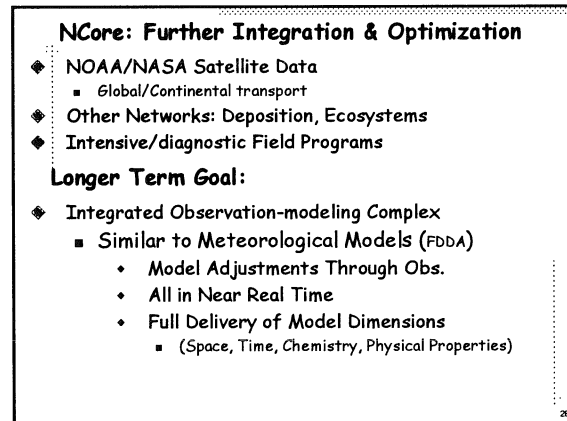 NCore: Further Integration & Optimization
NOAA/NASA Satellite Data
Global/Continental transport
Other Networks: Deposition, Ecosystems
Intensive/diagnostic Field Programs
Longer Term Goal:
Integrated Observation-modeling Complex
Similar to Meteorological Models (FDDA)
Model Adjustments Through Obs.
All in Near Real Time
Full Delivery of Model Dimensions
(Space, Time, Chemistry, Physical Properties)